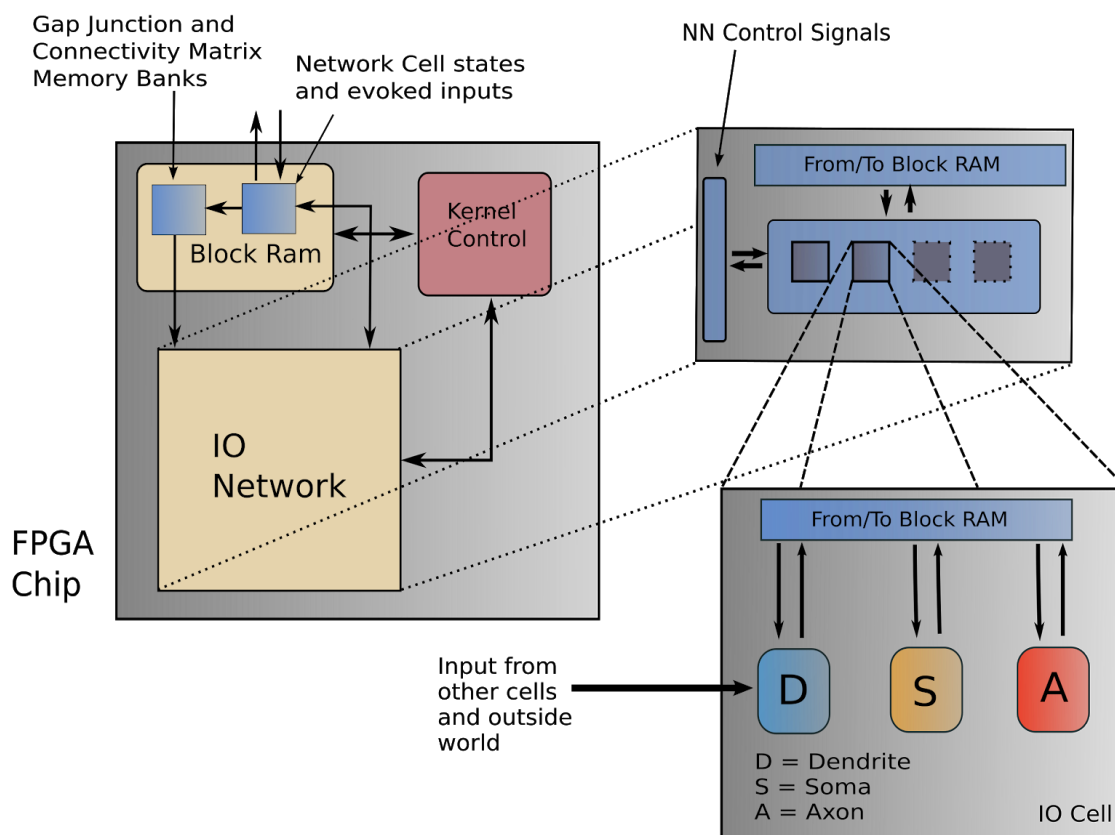 Gap Junction and
Connectivity Matrix
Memory Banks
Network Cell states
and evoked inputs
NN Control Signals
Block Ram
Kernel
Control
From/To Block RAM
IO
Network
FPGA
Chip
From/To Block RAM
Input from
other cells
and outside
world
D
S
A
D = Dendrite
S = Soma
A = Axon
IO Cell